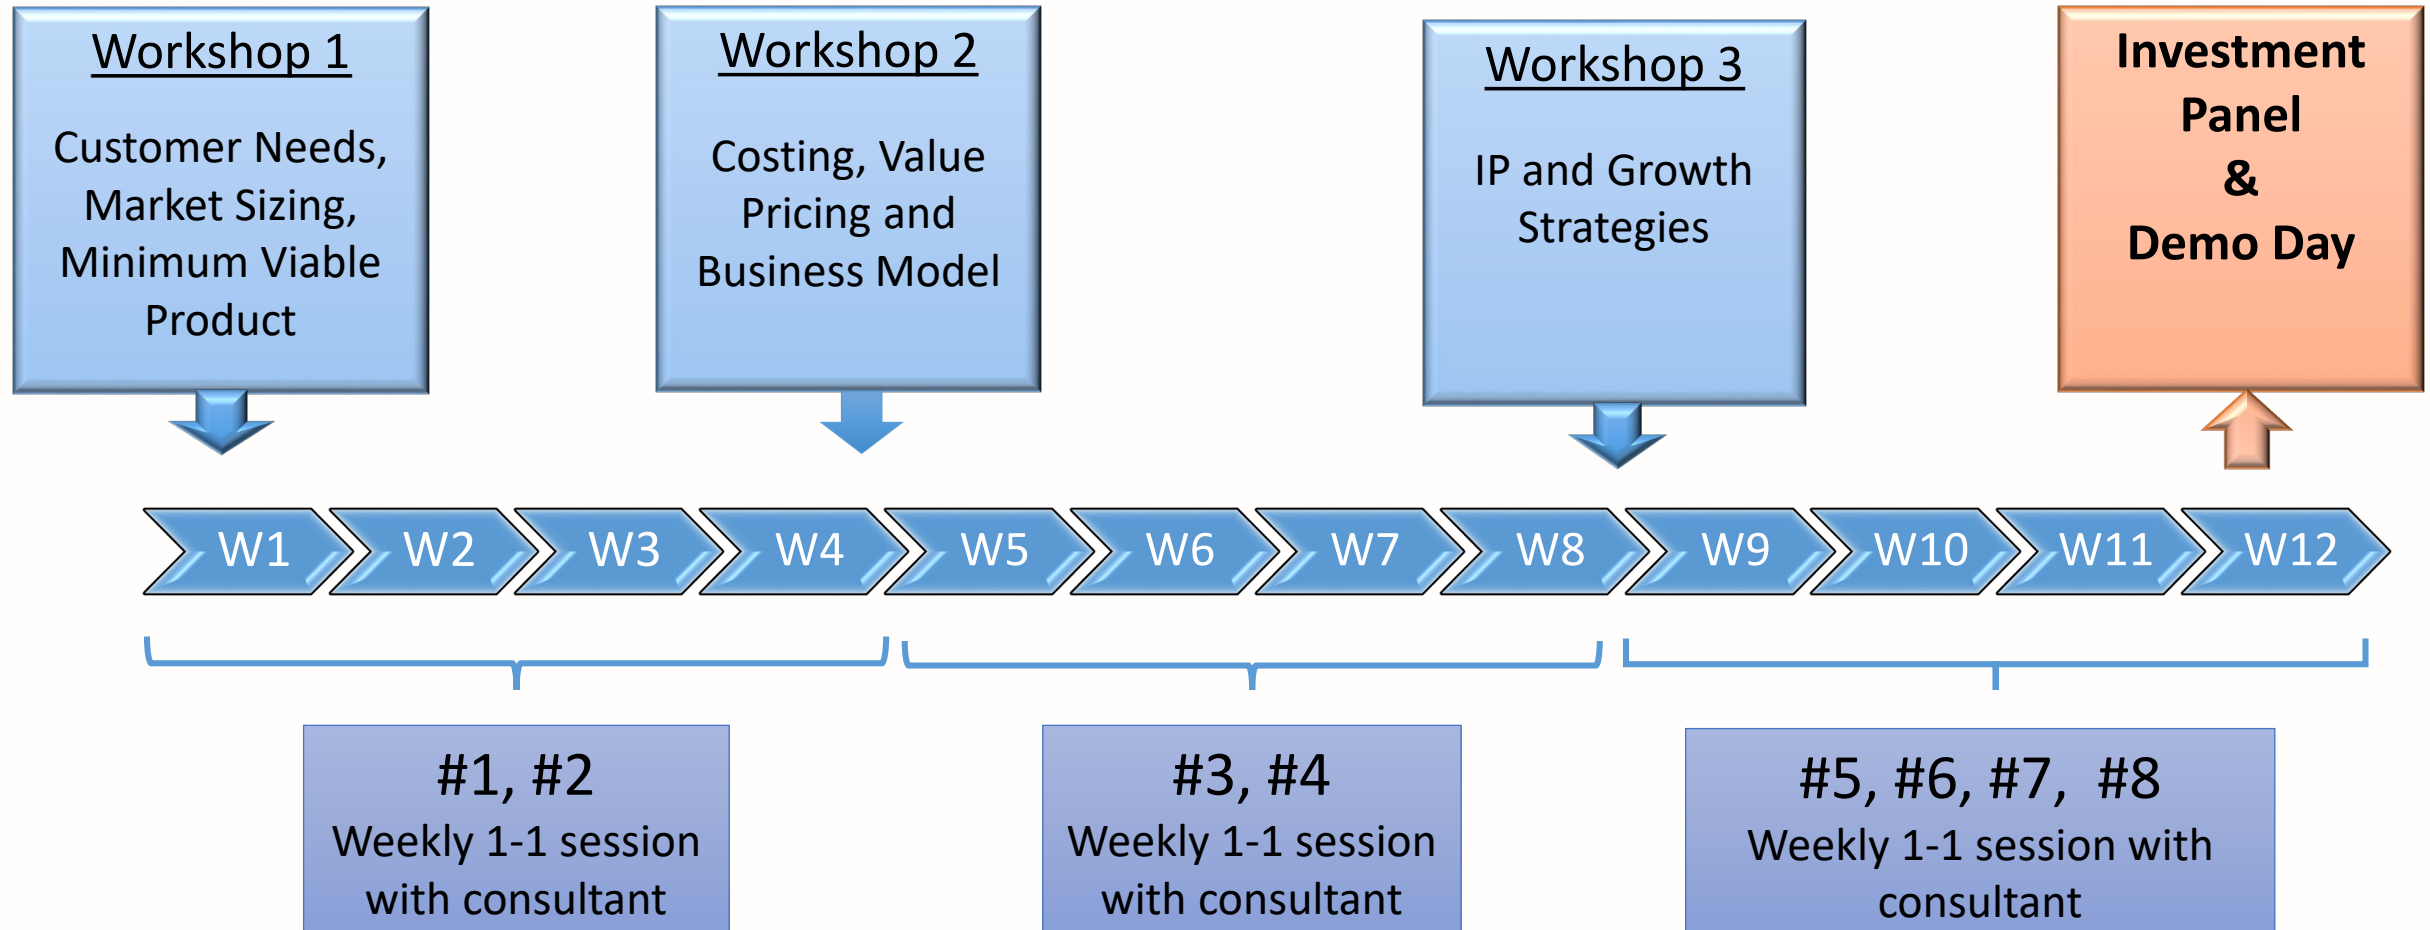 Workshop 1
Customer Needs,
Market Sizing,
Minimum Viable
Product
Workshop 2
Costing, Value
Pricing and
Business Model
Workshop 3
IP and Growth
Strategies
Investment
Panel
&
Demo Day
W1
W2
W3
W4
W5
W6
W7
W8
W9
W10
W11
W12
#1, #2
Weekly 1-1 session
with consultant
#3, #4
Weekly 1-1 session
with consultant
#5, #6, #7, #8
Weekly 1-1 session with
consultant